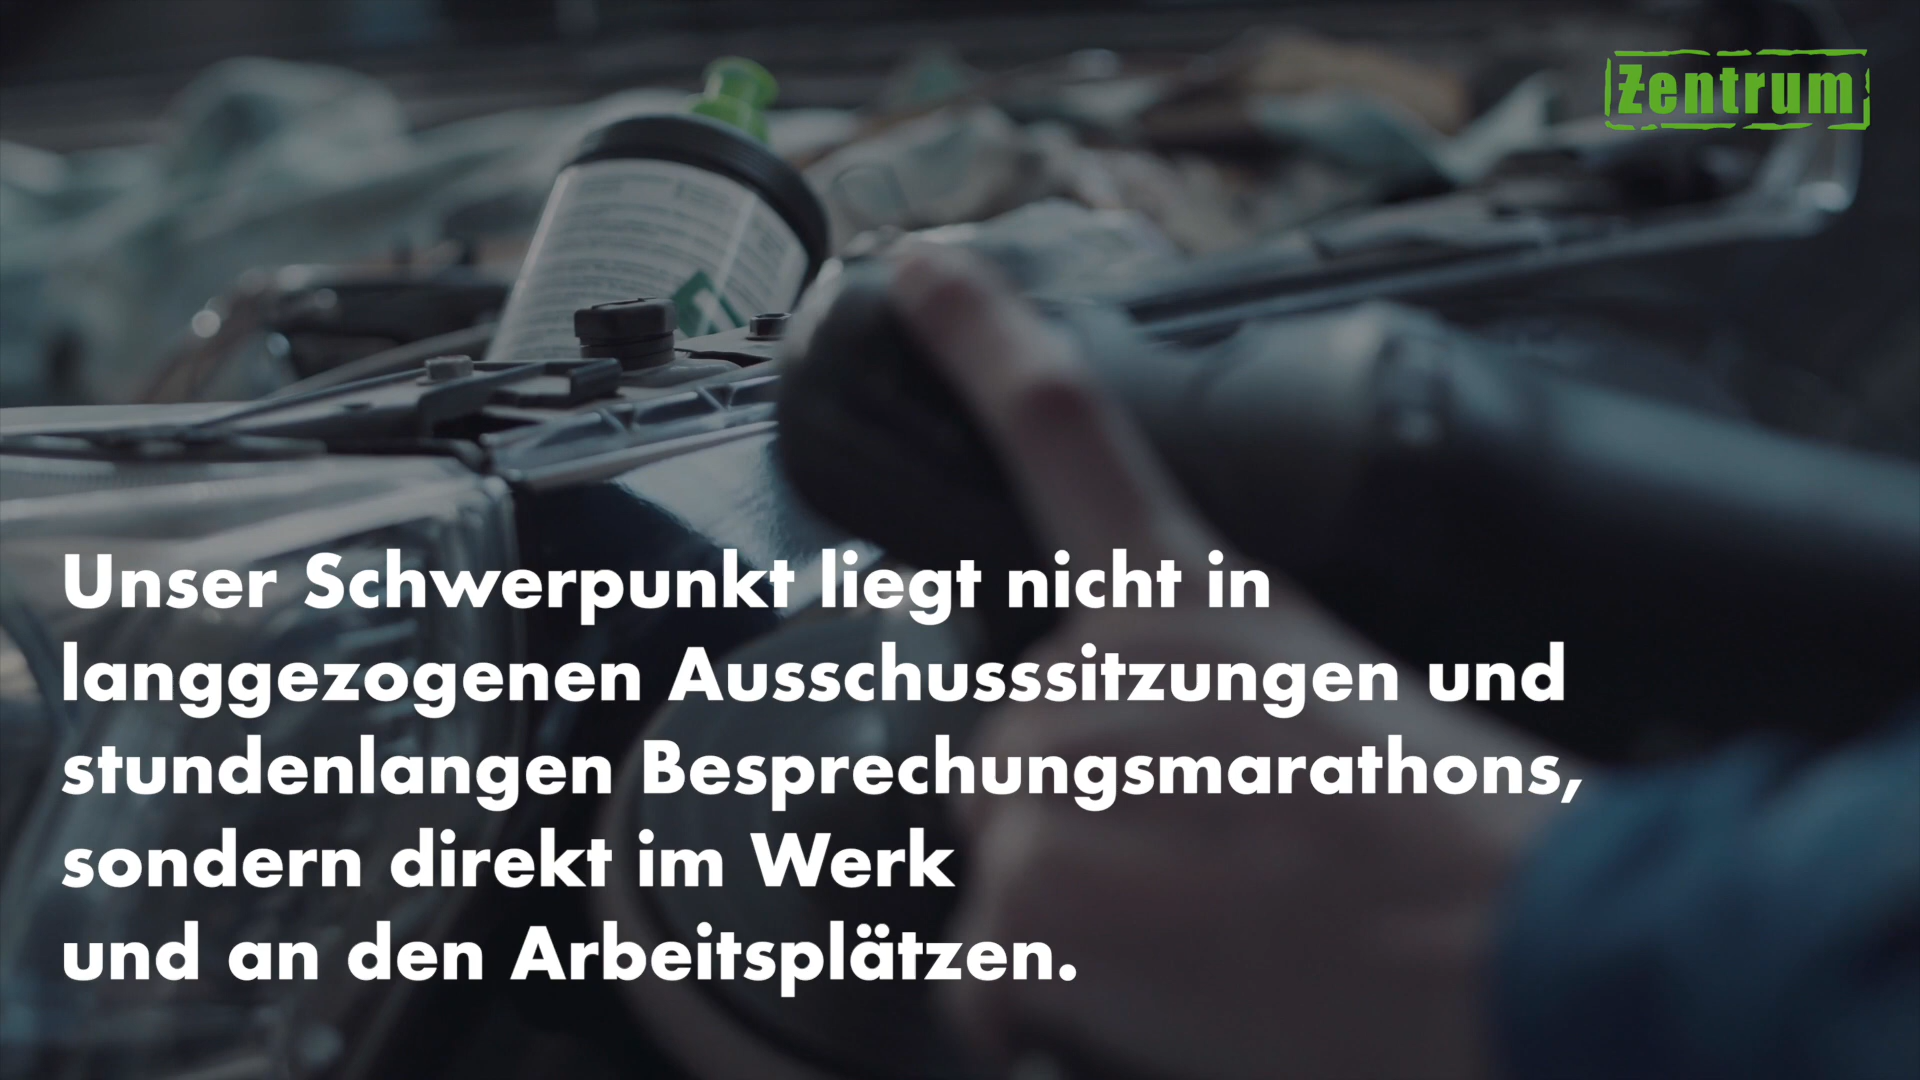 Zentrum
Unser Schwerpunkt liegt nicht in
langgezogenen Ausschusssitzungen und
stundenlangen Besprechungsmarathons,
sondern direkt im Werk
und an den Arbeitsplätzen.